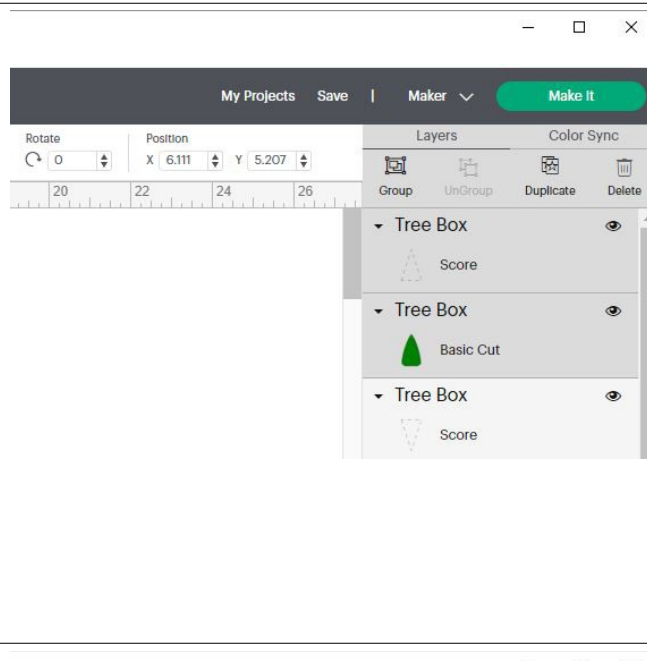 My Projects Save | Maker Make It
Rotate Position Layers Color Sync
0 X 6.111 Y 5.207
Group UnGroup Duplicate Delete
20 22 24 26
Tree Box
Score
Tree Box
Basic Cut
Tree Box
Score